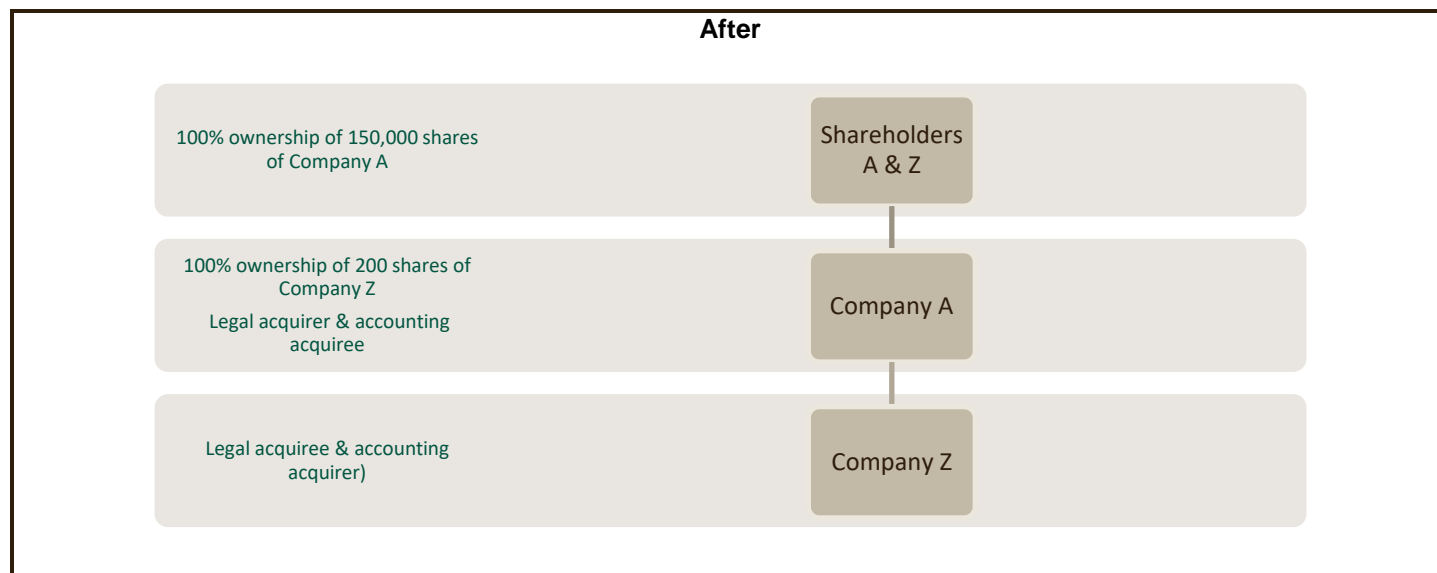 After
100% ownership of 150,000 shares
of Company A
Shareholders
A & Z
100% ownership of 200 shares of
Company Z
Legal acquirer & accounting
acquiree
Company A
Legal acquiree & accounting
acquirer)
Company Z